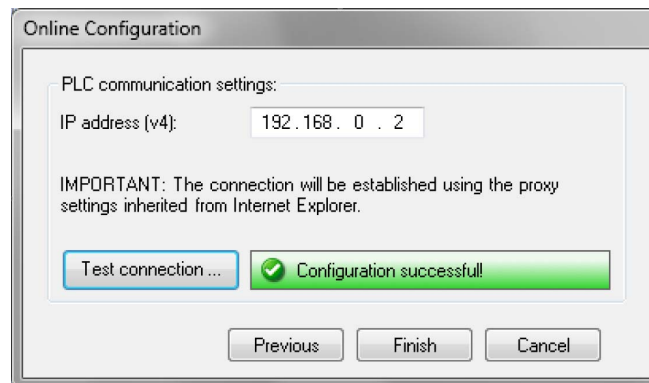 Online Configuration
PLC communication settings:
IP address (v4): 192.168. 0 . 2
IMPORTANT: The connection will be established using the proxy
settings inherited from Internet Explorer.
Test connection ... Configuration successful!
Previous Finish Cancel